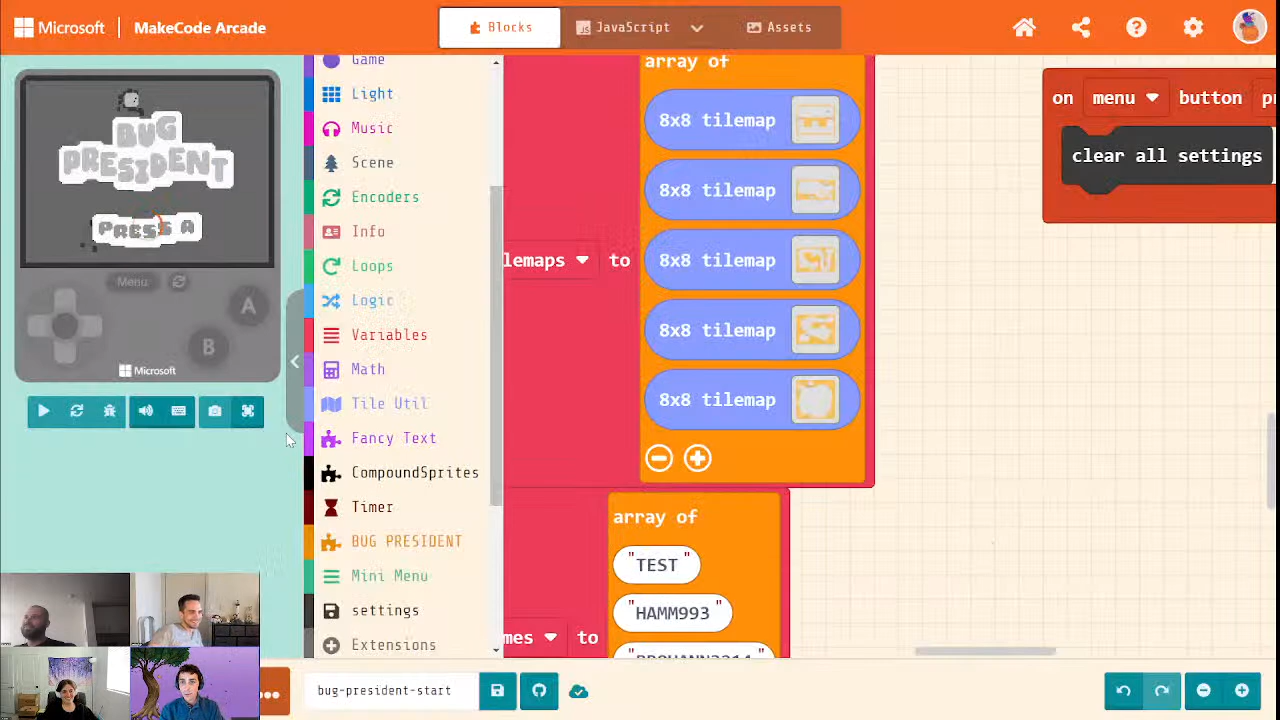 Microsoft
MakeCode Arcade
Blocks
JavaScript
Assets
BUG
PRESIDENT
PRESS A
Menu
A
B
Microsoft
Game
Light
Music
Scene
Encoders
Info
Loops
Logic
Variables
Math
Tile Util
Fancy Text
CompoundSprites
Timer
BUG PRESIDENT
Mini Menu
settings
Extensions
array of
8x8 tilemap
8x8 tilemap
lemaps to
8x8 tilemap
8x8 tilemap
8x8 tilemap
array of
"TEST"
"HAMM993"
mes to
on menu button pr
clear all settings
bug-president-start